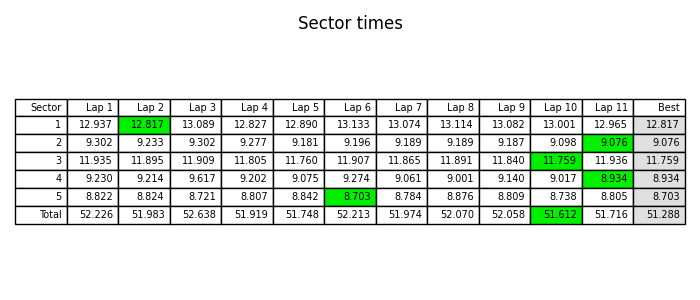 Sector times
Sector Lap 1 Lap 2 Lap 3 Lap 4 Lap 5 Lap 6 Lap 7 Lap 8 Lap 9 Lap 10 Lap 11 Best
1 12.937 12.817 13.089 12.827 12.890 13.133 13.074 13.114 13.082 13.001 12.965 12.817
2 9.302 9.233 9.302 9.277 9.181 9.196 9.189 9.189 9.187 9.098 9.076 9.076
3 11.935 11.895 11.909 11.805 11.760 11.907 11.865 11.891 11.840 11.759 11.936 11.759
4 9.230 9.214 9.617 9.202 9.075 9.274 9.061 9.001 9.140 9.017 8.934 8.934
5 8.822 8.824 8.721 8.807 8.842 8.703 8.784 8.876 8.809 8.738 8.805 8.703
Total 52.226 51.983 52.638 51.919 51.748 52.213 51.974 52.070 52.058 51.612 51.716 51.288